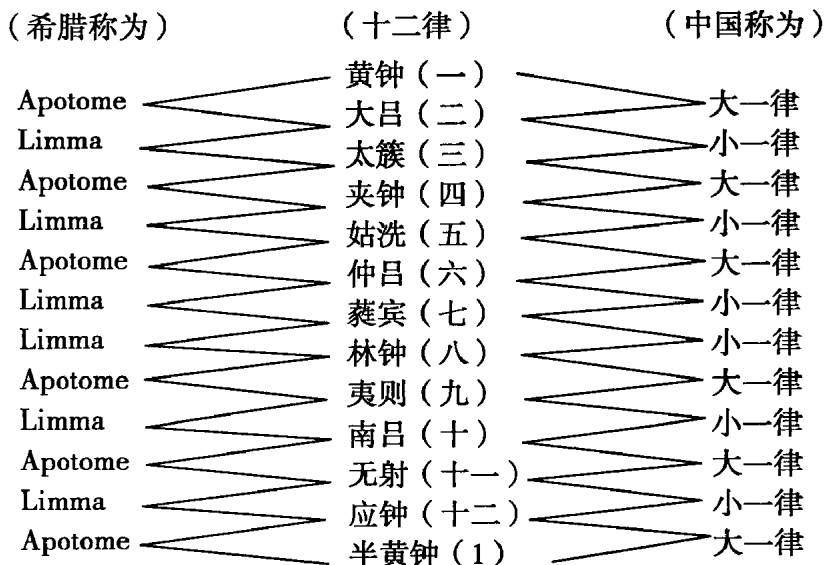 （希腊称为） （十二律） （中国称为）
黄钟（一）
Apotome 大一律
大吕（二）
Limma 小一律
太簇（三）
Apotome 大一律
夹钟（四）
Limma 小一律
姑洗（五）
Apotome 大一律
仲吕（六）
Limma 小一律
蕤宾（七）
Limma 小一律
林钟（八）
Apotome 大一律
夷则（九）
Limma 小一律
南吕（十）
Apotome 大一律
无射（十一）
Limma 小一律
应钟（十二）
Apotome 大一律
半黄钟（1）